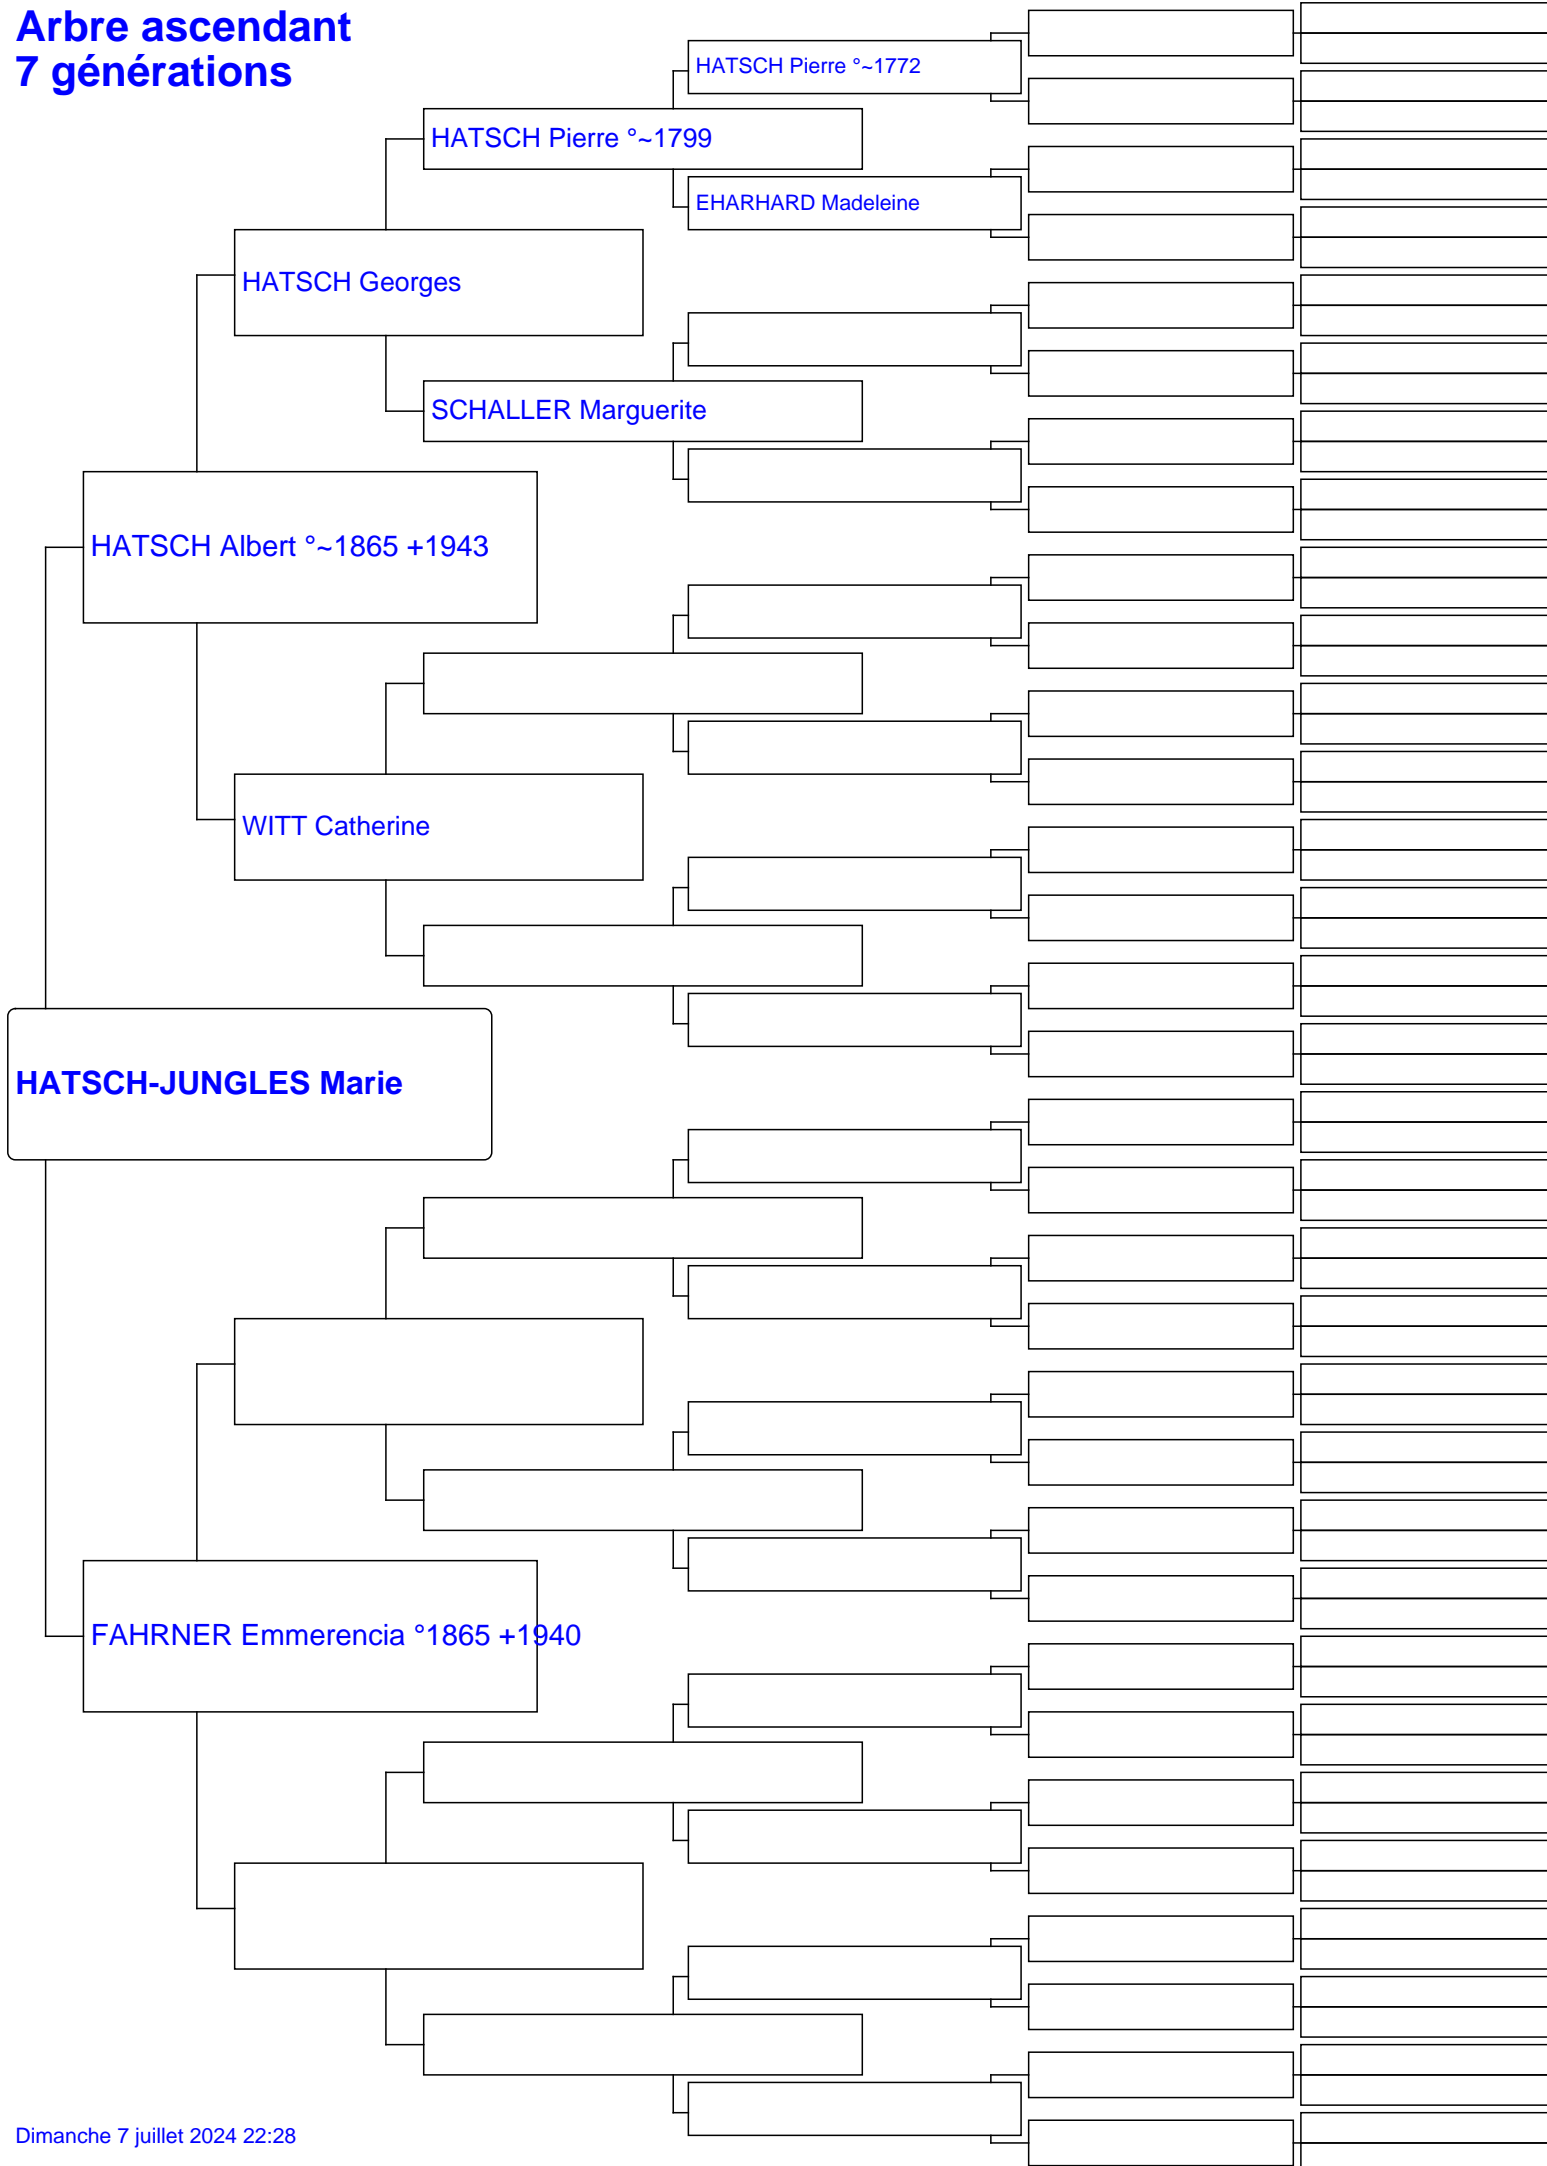 Arbre ascendant
7 générations
HATSCH Pierre °~1772
HATSCH Pierre °~1799
EHARHARD Madeleine
HATSCH Georges
SCHALLER Marguerite
HATSCH Albert °~1865 +1943
WITT Catherine
HATSCH-JUNGLES Marie
FAHRNER Emmerencia °1865 +1940
Dimanche 7 juillet 2024 22:28